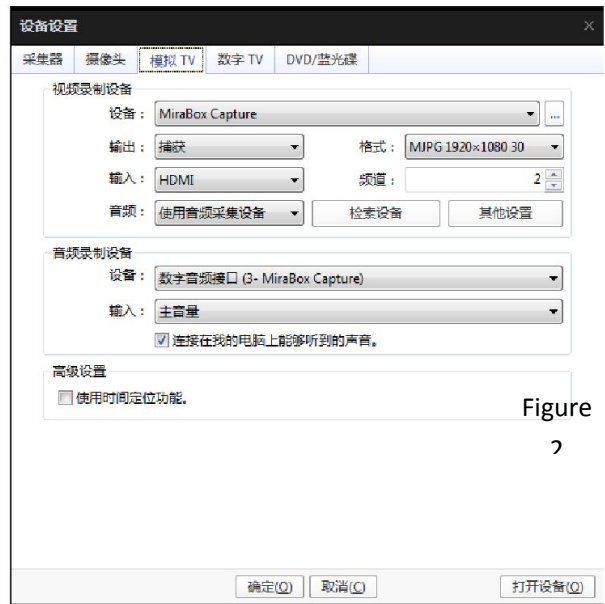 设备设置
采集器 摄像头 模拟 TV 数字 TV DVD/蓝光碟
视频录制设备
设备： MiraBox Capture ...
输出： 捕获 格式： MJPG 1920×1080 30
输入： HDMI 频道： 2
音频： 使用音频采集设备 检索设备 其他设置
音频录制设备
设备： 数字音频接口 (3- MiraBox Capture)
输入： 主音量
连接在我的电脑上能够听到的声音。
高级设置
使用时间定位功能。
Figure
2
确定(O) 取消(C) 打开设备(O)